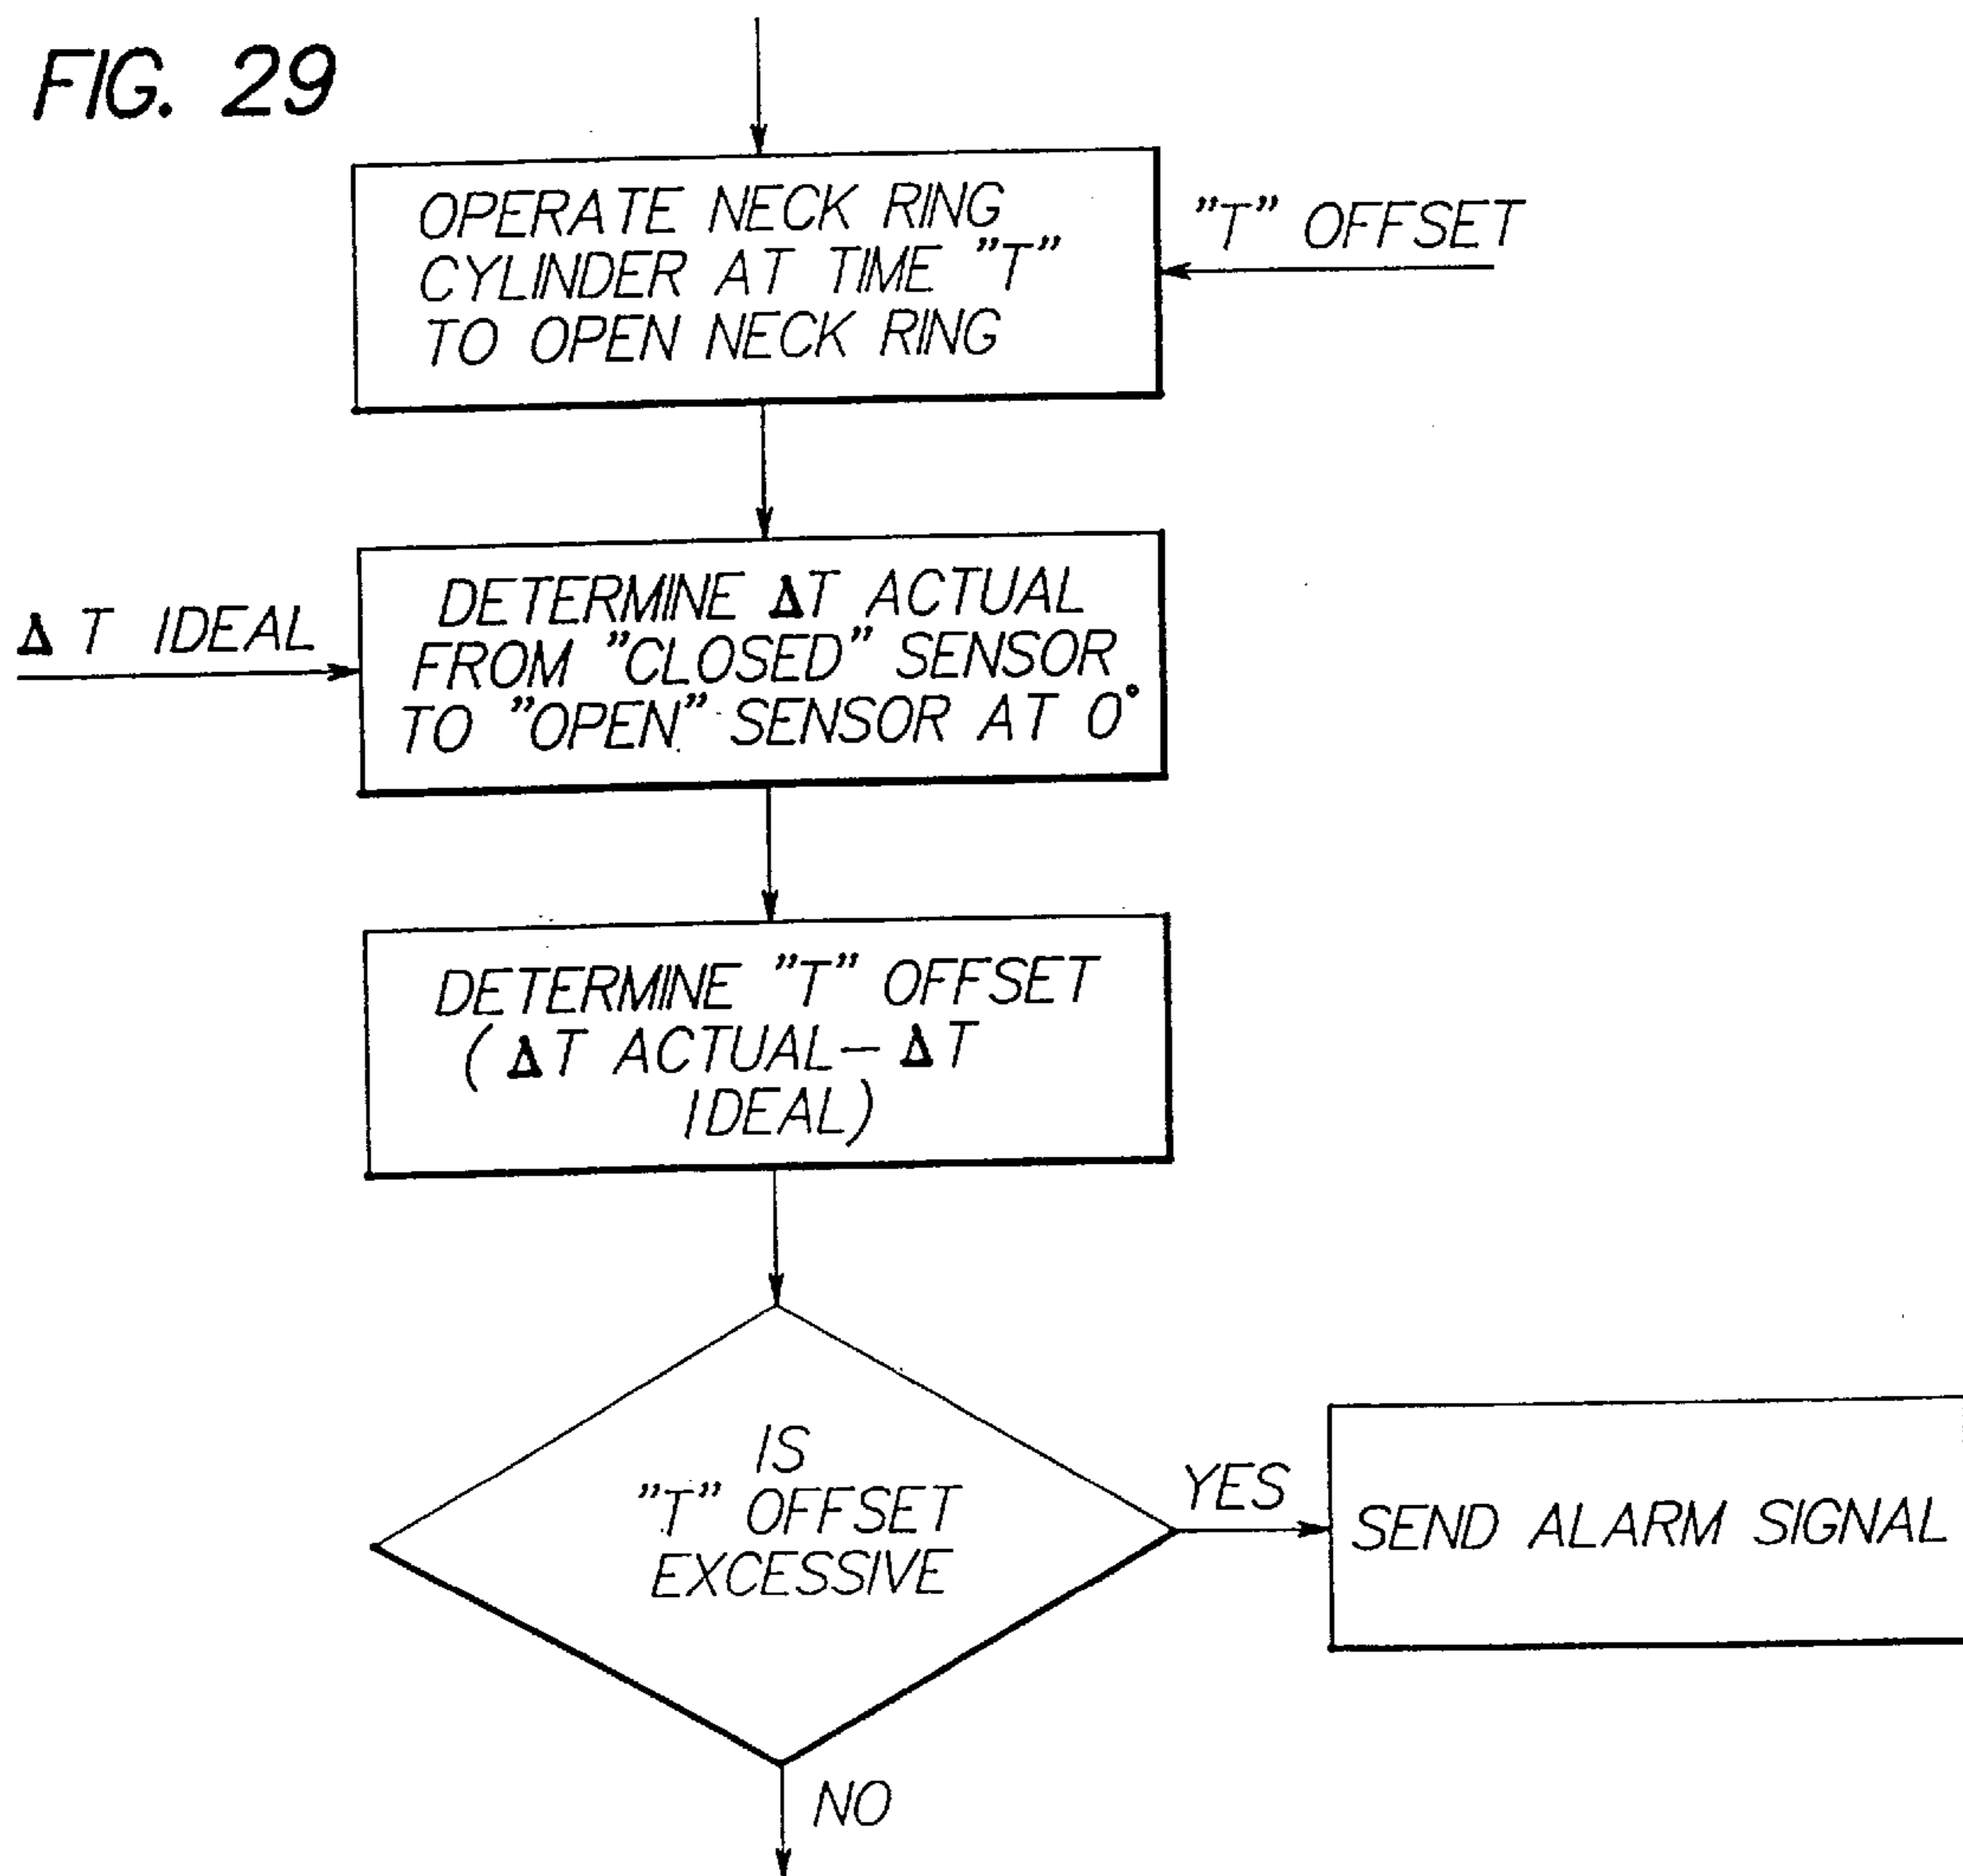 FIG. 29
OPERATE NECK RING
CYLINDER AT TIME "T"
TO OPEN NECK RING
"T" OFFSET
Δ T IDEAL
DETERMINE ΔT ACTUAL
FROM "CLOSED" SENSOR
TO "OPEN" SENSOR AT 0°
DETERMINE "T" OFFSET
(ΔT ACTUAL– ΔT
IDEAL)
IS
"T" OFFSET
EXCESSIVE
YES
SEND ALARM SIGNAL
NO